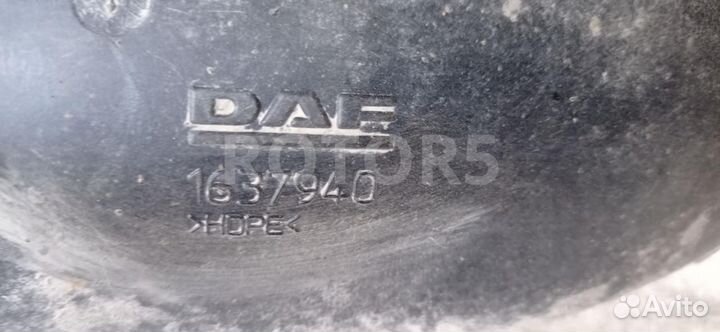 DAF
ROTOR5
1637940
>HDPE<
Avito